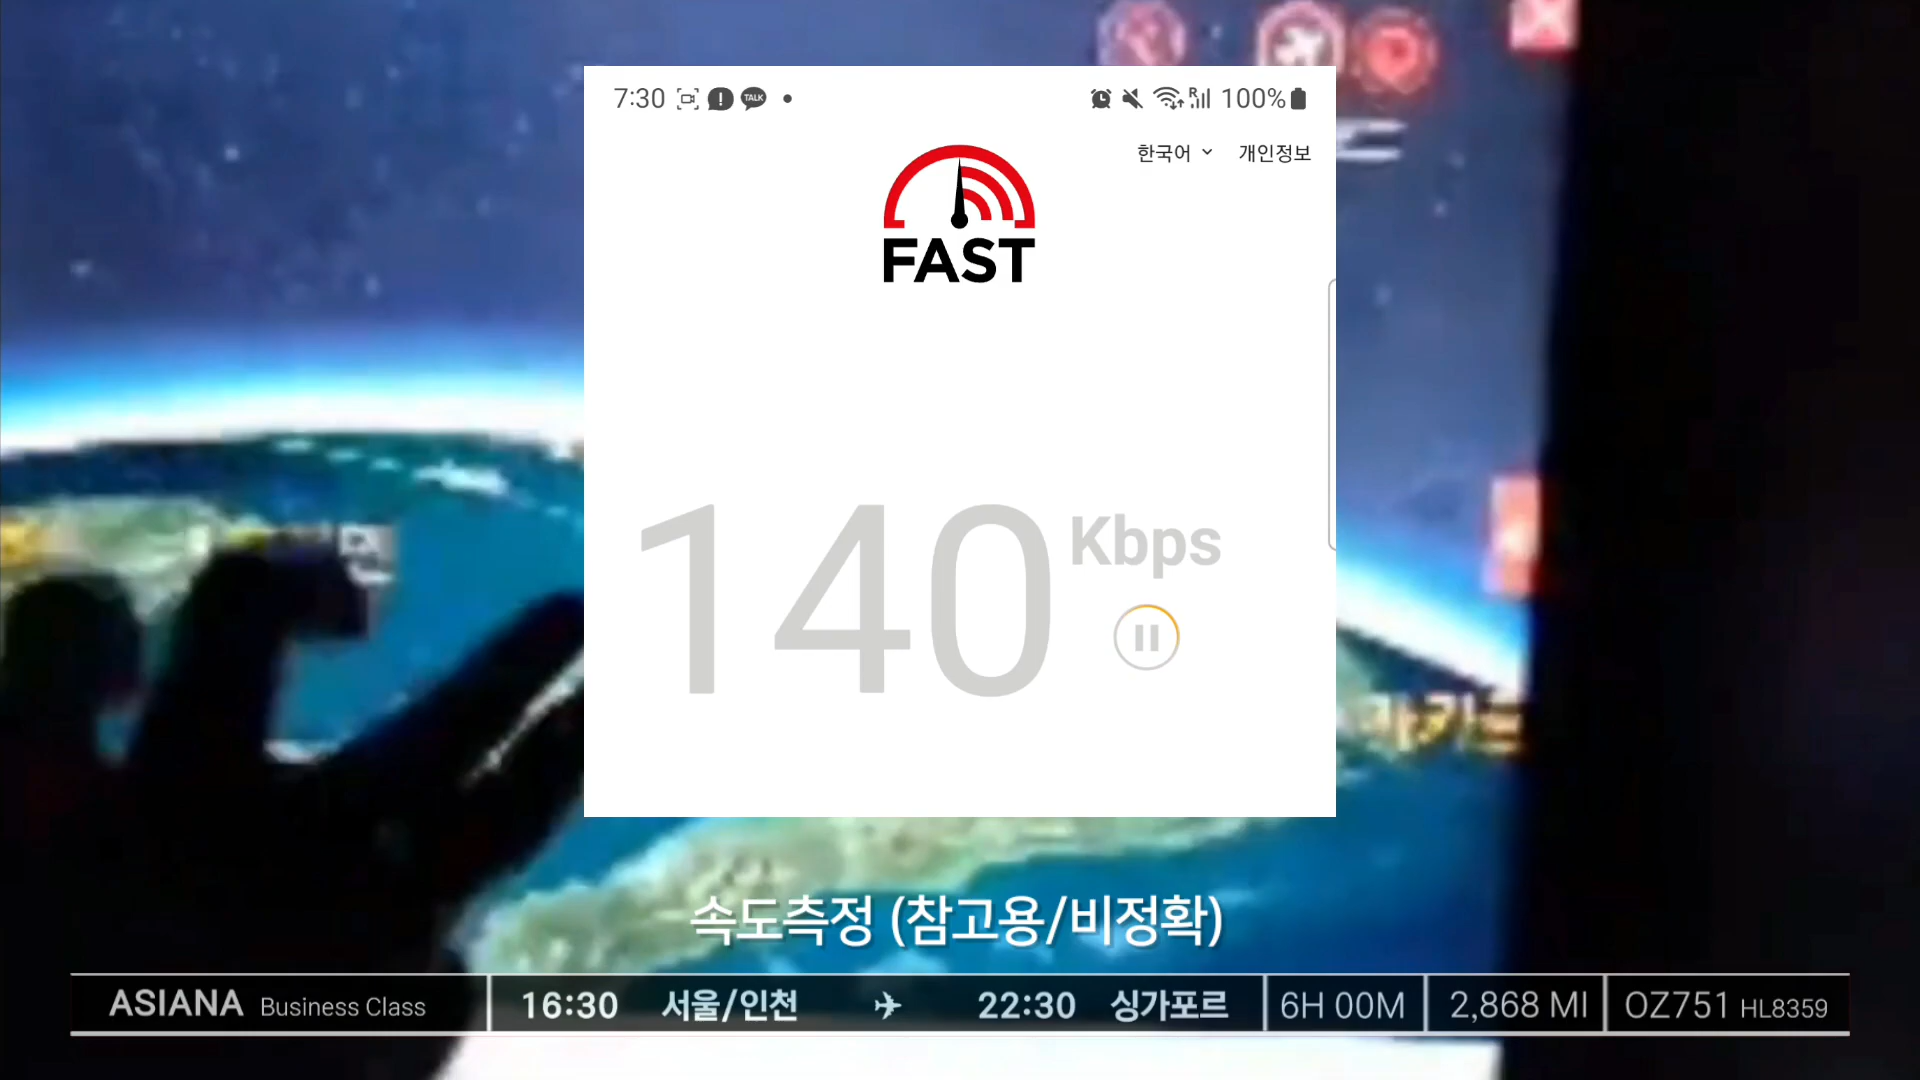 7:30 TALK 100%
한국어 개인정보
FAST
140 Kbps
속도측정 (참고용/비정확)
ASIANA Business Class 16:30 서울/인천 22:30 싱가포르 6H 00M 2,868 MI OZ751 HL8359